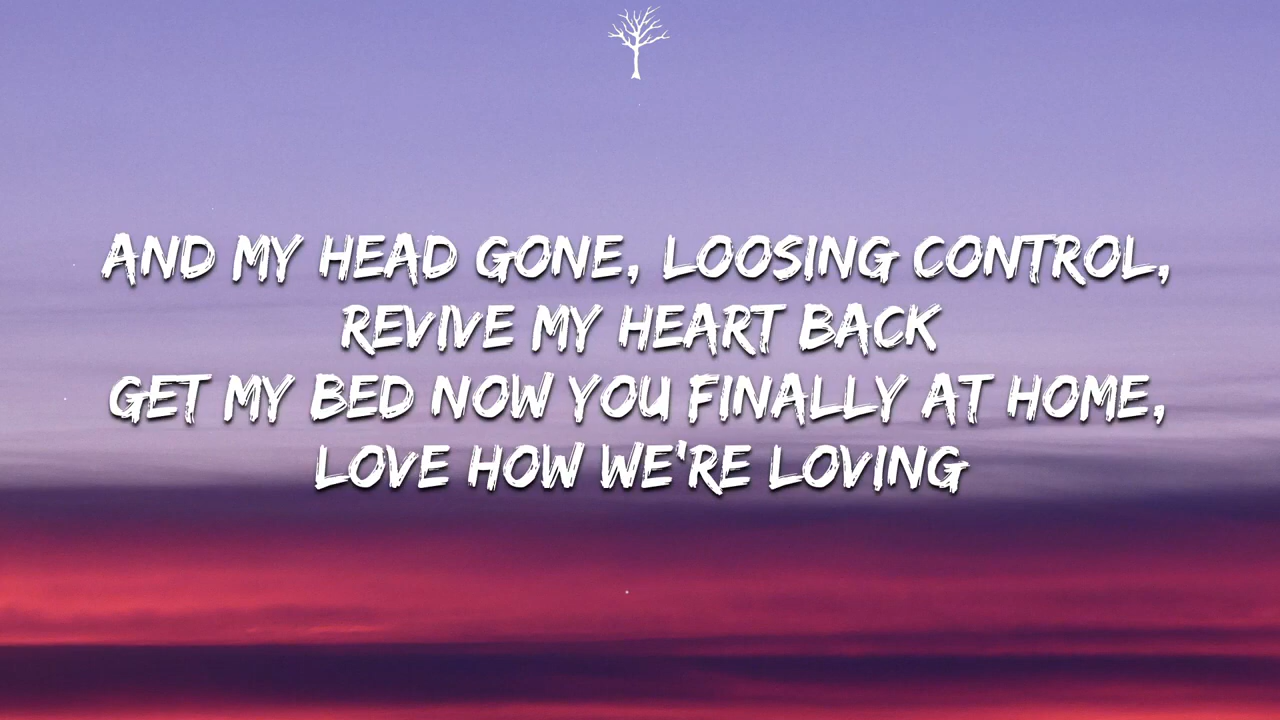 AND MY HEAD GONE, LOOSING CONTROL,
REVIVE MY HEART BACK
GET MY BED NOW YOU FINALLY AT HOME,
LOVE HOW WE'RE LOVING